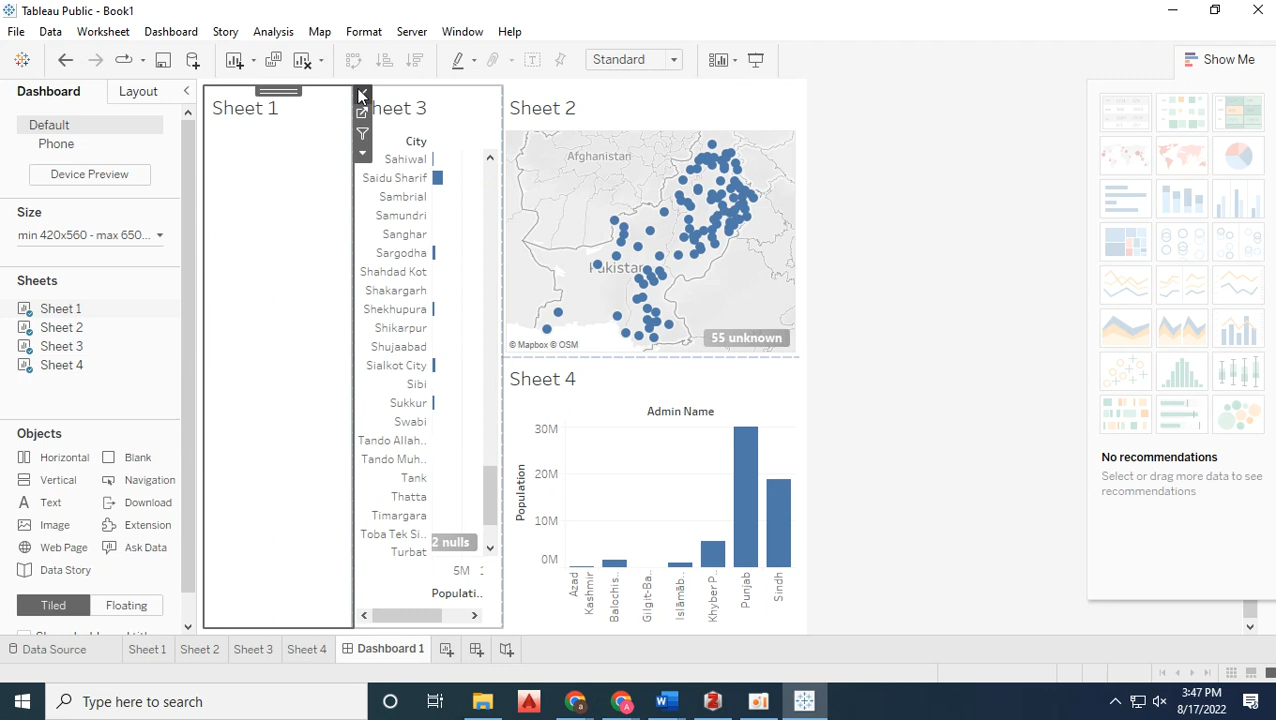 Tableau Public - Book1
File Data Worksheet Dashboard Story Analysis Map Format Server Window Help
Standard
Show Me
Dashboard Layout
Default
Phone
Device Preview
Size
min 420x560 - max 650...
Sheets
Sheet 1
Sheet 2
Sheet 3
Sheet 4
Objects
Horizontal Blank
Vertical Navigation
Text Download
Image Extension
Web Page Ask Data
Data Story
Tiled Floating
Sheet 1
heet 3
City
Sahiwal
Saidu Sharif
Sambrial
Samundri
Sanghar
Sargodha
Shahdad Kot
Shakargarh
Shekhupura
Shikarpur
Shujaabad
Sialkot City
Sibi
Sukkur
Swabi
Tando Allah..
Tando Muh..
Tank
Thatta
Timargara
Toba Tek Si..
Turbat
2 nulls
5M
Populati..
Sheet 2
Afghanistan
Pakistan
© Mapbox © OSM
55 unknown
Sheet 4
Admin Name
Population
30M
20M
10M
0M
Azad Kashmir
Balochis..
Gilgit-Ba..
Islāmāb..
Khyber P..
Punjab
Sindh
No recommendations
Select or drag more data to see
recommendations
Data Source Sheet 1 Sheet 2 Sheet 3 Sheet 4 Dashboard 1
Type here to search
3:47 PM
8/17/2022